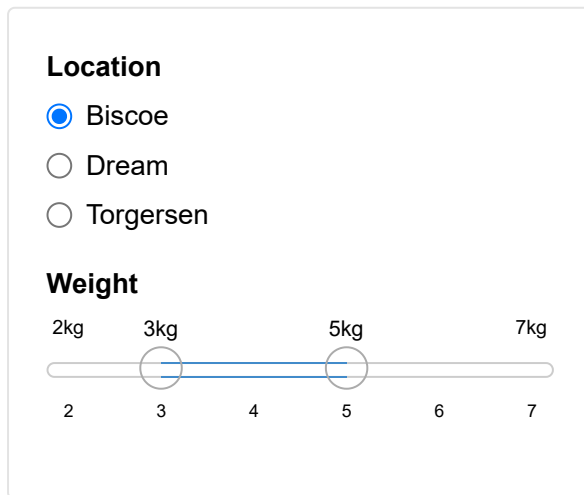 Location
Biscoe
Dream
Torgersen
Weight
2kg 3kg 5kg 7kg
2 3 4 5 6 7